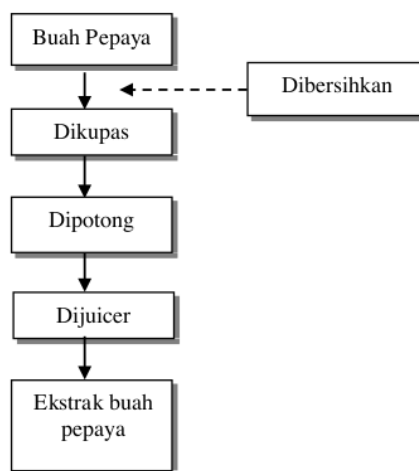 Buah Pepaya
Dibersihkan
Dikupas
Dipotong
Dijuicer
Ekstrak buah
pepaya